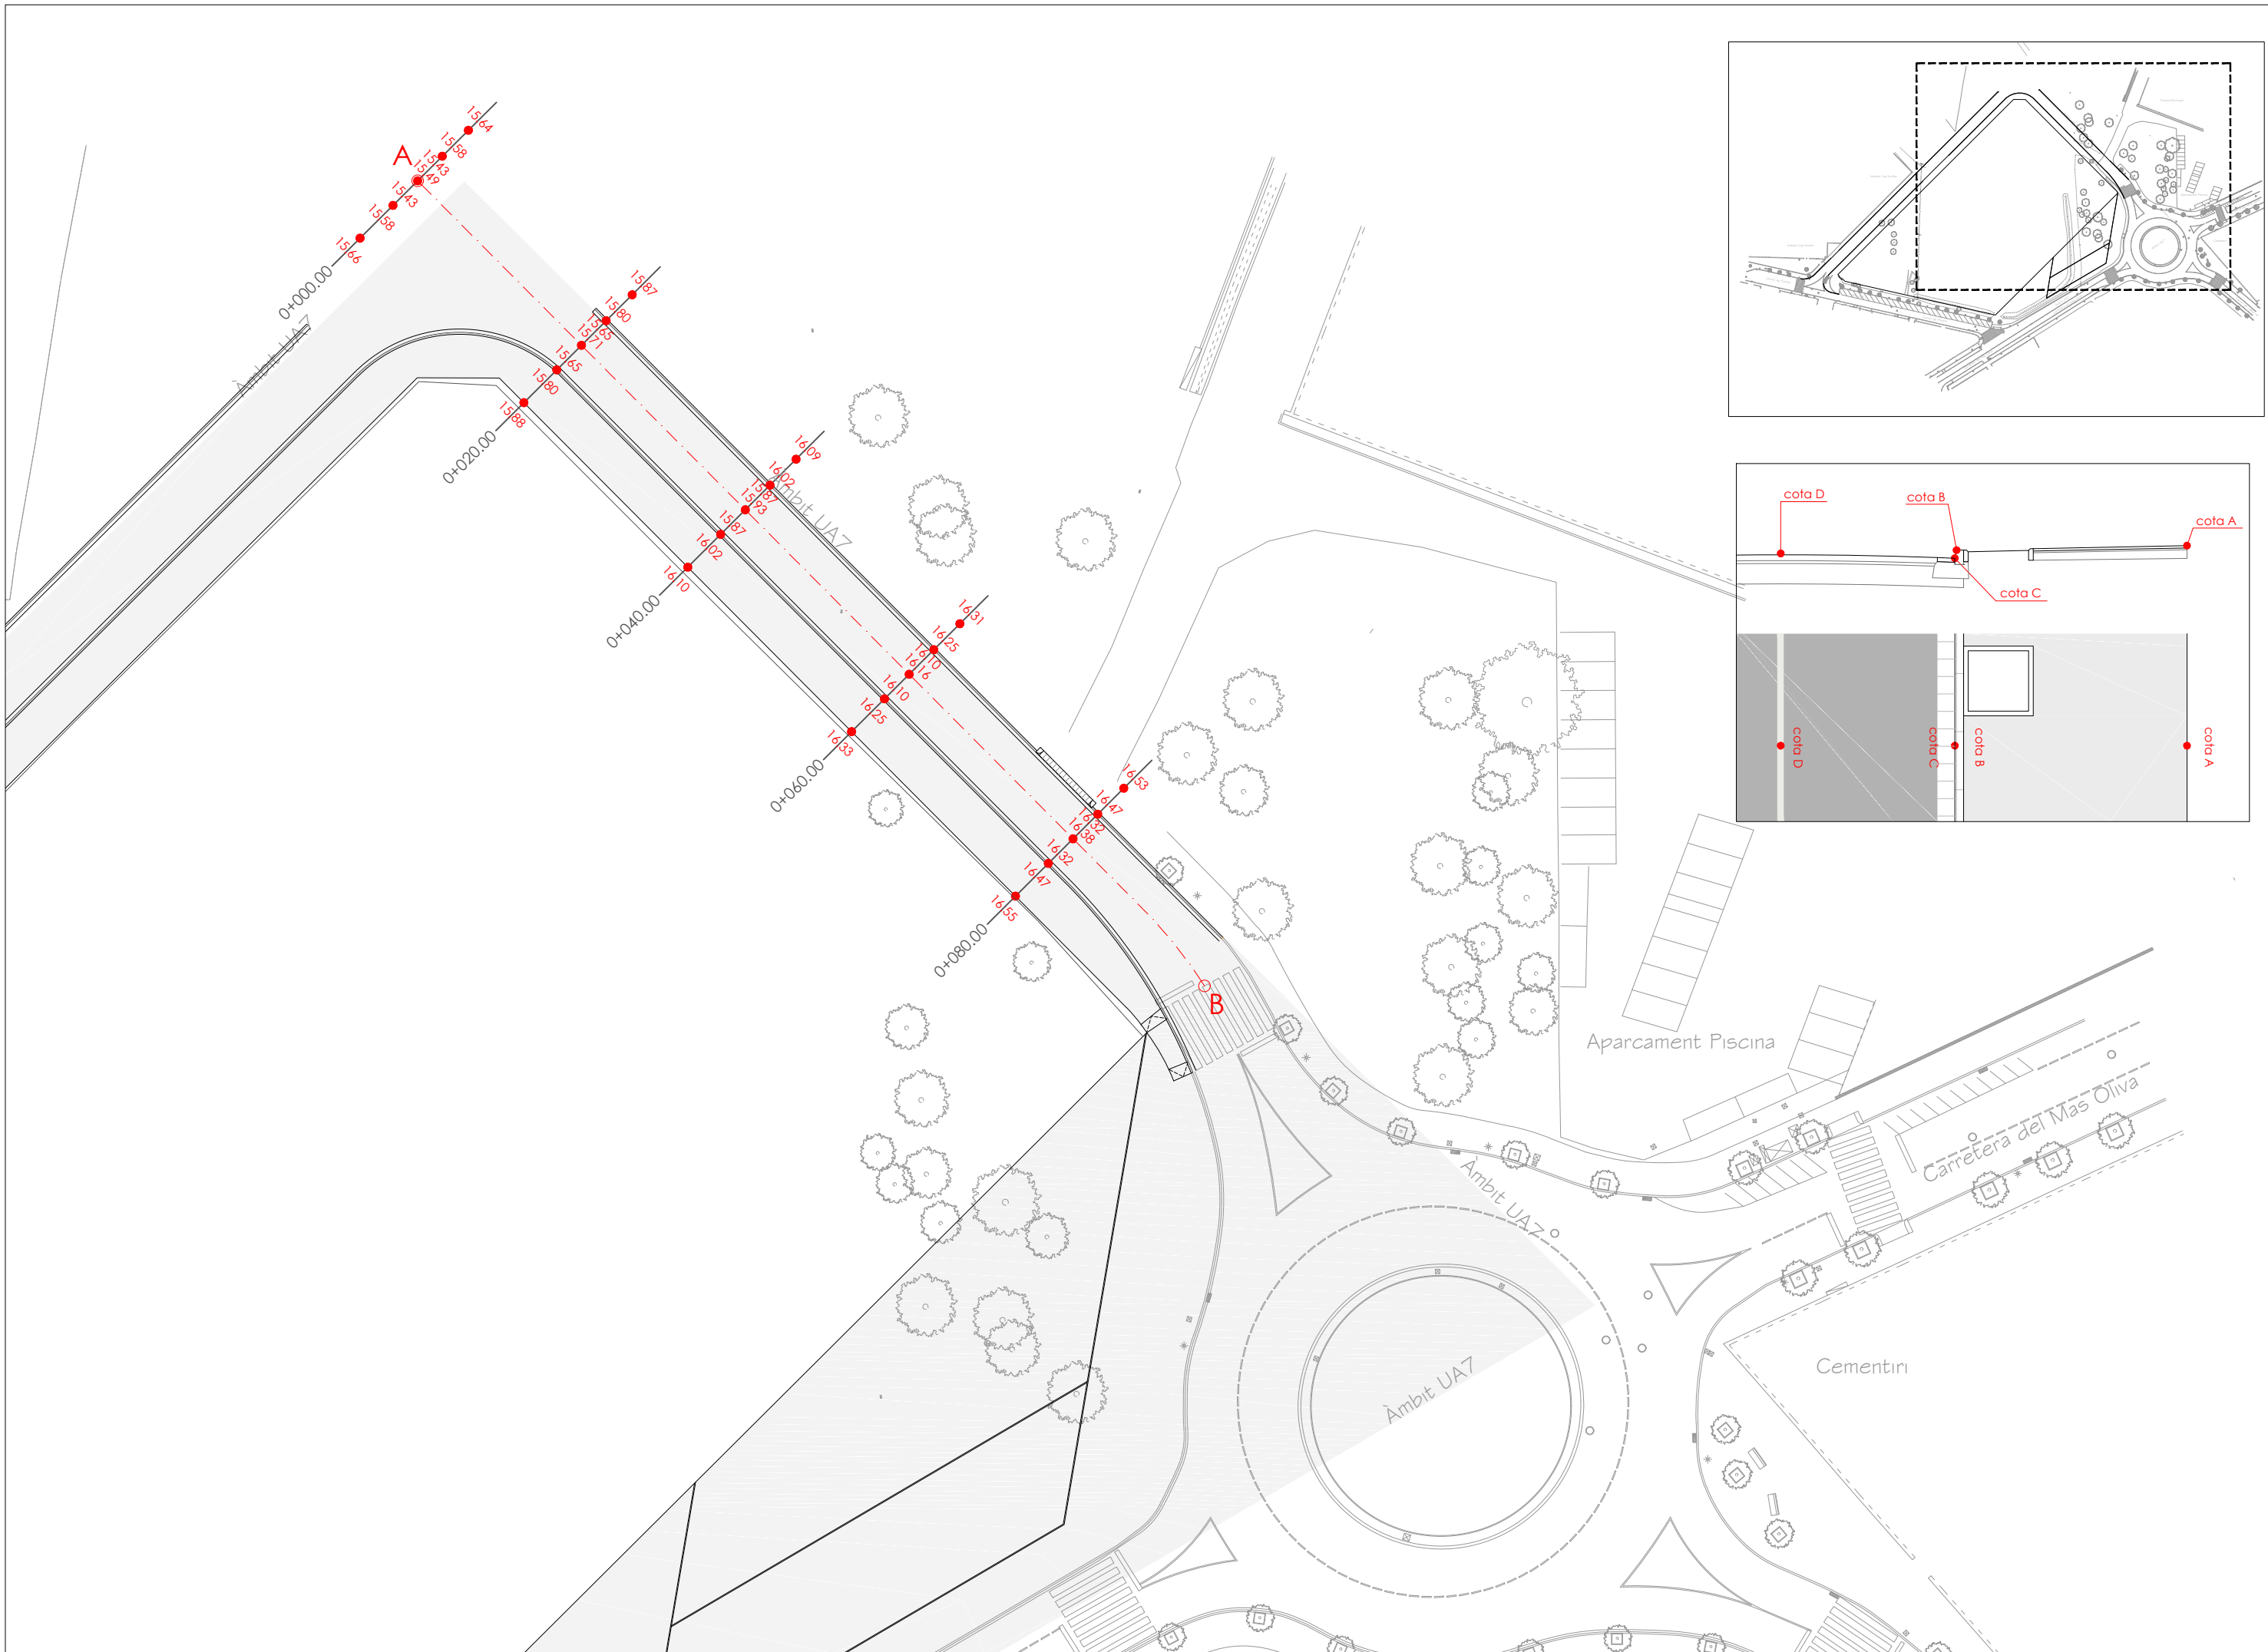 A
15.64
15.58
15.43
15.49
15.43
15.58
15.66
0+000.00
Àmbit UA7
15.87
15.80
15.65
15.71
15.65
15.80
15.88
0+020.00
16.09
16.02
15.87
15.93
15.87
16.02
16.10
0+040.00
Àmbit UA7
16.31
16.25
16.10
16.16
16.10
16.25
16.33
0+060.00
16.53
16.47
16.32
16.38
16.32
16.47
16.55
0+080.00
B
cota D
cota B
cota A
cota C
cota D
cota C
cota B
cota A
Aparcament Piscina
Carretera del Mas Oliva
Àmbit UA7
Àmbit UA7
Cementiri